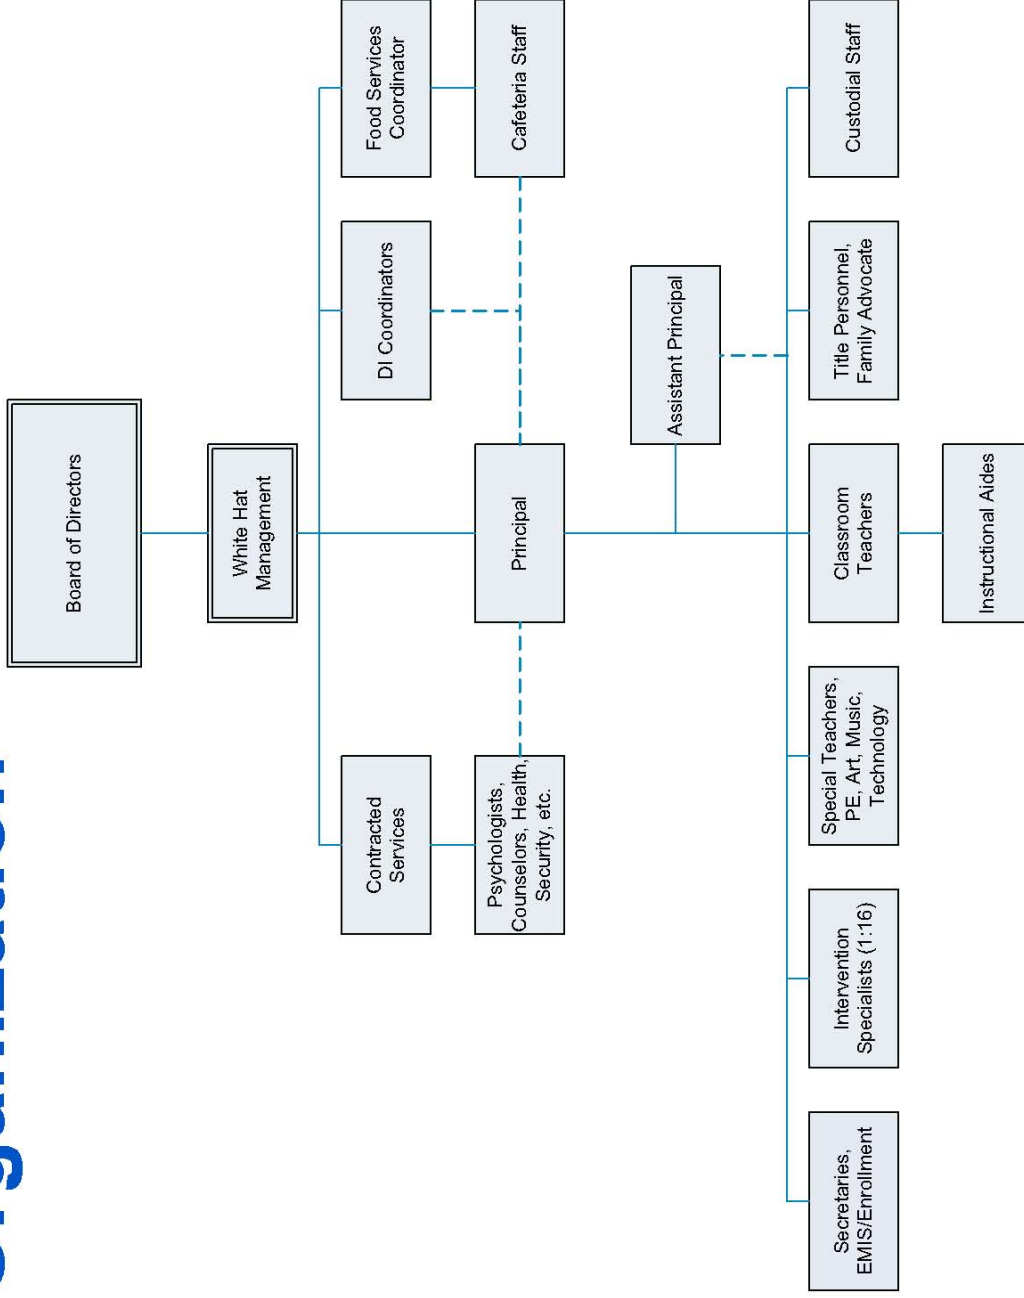 Organization
Board of Directors
White Hat
Management
Contracted
Services
DI Coordinators
Food Services
Coordinator
Psychologists,
Counselors, Health,
Security, etc.
Principal
Cafeteria Staff
Assistant Principal
Secretaries,
EMIS/Enrollment
Intervention
Specialists (1:16)
Special Teachers,
PE, Art, Music,
Technology
Classroom
Teachers
Title Personnel,
Family Advocate
Custodial Staff
Instructional Aides